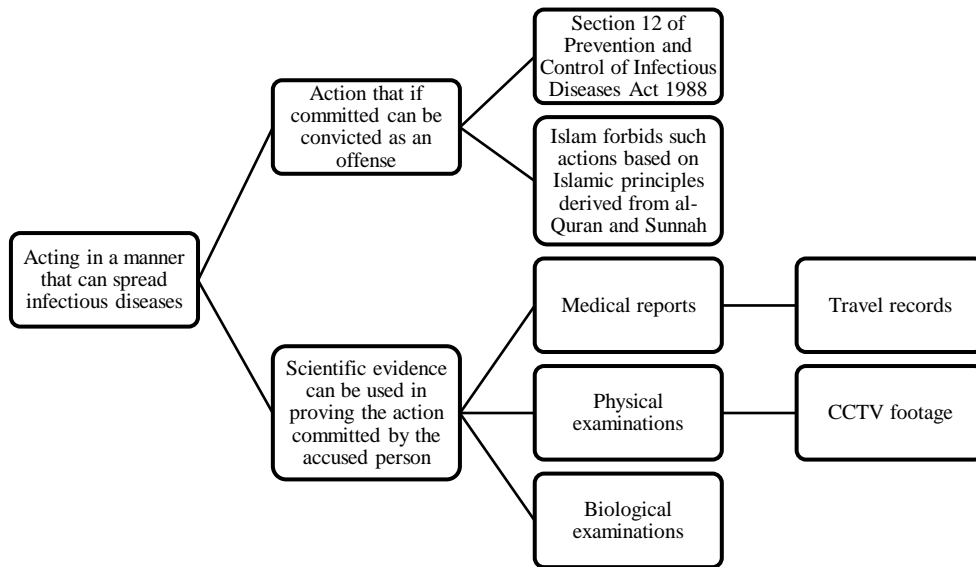 Acting in a manner
that can spread
infectious diseases
Action that if
committed can be
convicted as an
offense
Section 12 of
Prevention and
Control of Infectious
Diseases Act 1988
Islam forbids such
actions based on
Islamic principles
derived from al-
Quran and Sunnah
Scientific evidence
can be used in
proving the action
committed by the
accused person
Medical reports
Travel records
Physical
examinations
CCTV footage
Biological
examinations